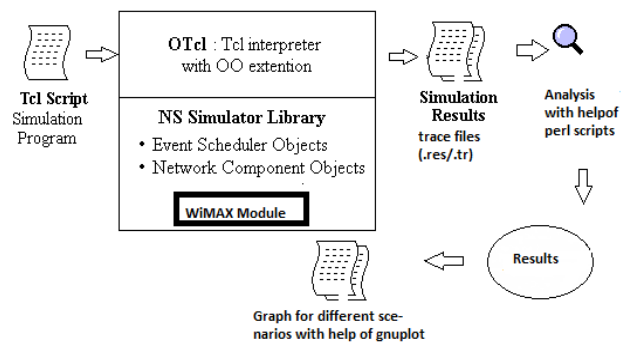 OTcl : Tcl interpreter
with OO extention
Tcl Script
Simulation
Program
NS Simulator Library
• Event Scheduler Objects
• Network Component Objects
WiMAX Module
Simulation
Results
trace files
(.res/.tr)
Analysis
with helpof
perl scripts
Results
Graph for different sce-
narios with help of gnuplot